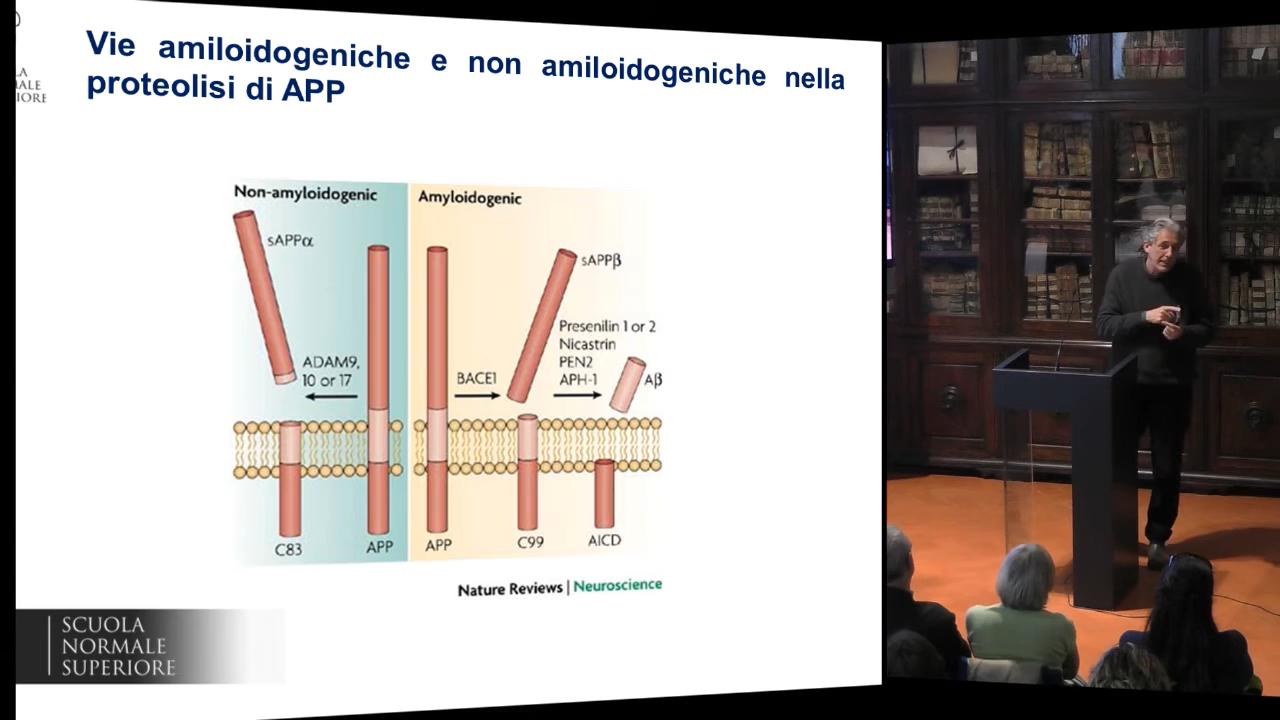 Vie amiloidogeniche e non amiloidogeniche nella
proteolisi di APP
Non-amyloidogenic
Amyloidogenic
sAPPα
sAPPβ
ADAM9,
10 or 17
BACE1
Presenilin 1 or 2
Nicastrin
PEN2
APH-1
Aβ
C83
APP
APP
C99
AICD
Nature Reviews | Neuroscience
SCUOLA
NORMALE
SUPERIORE